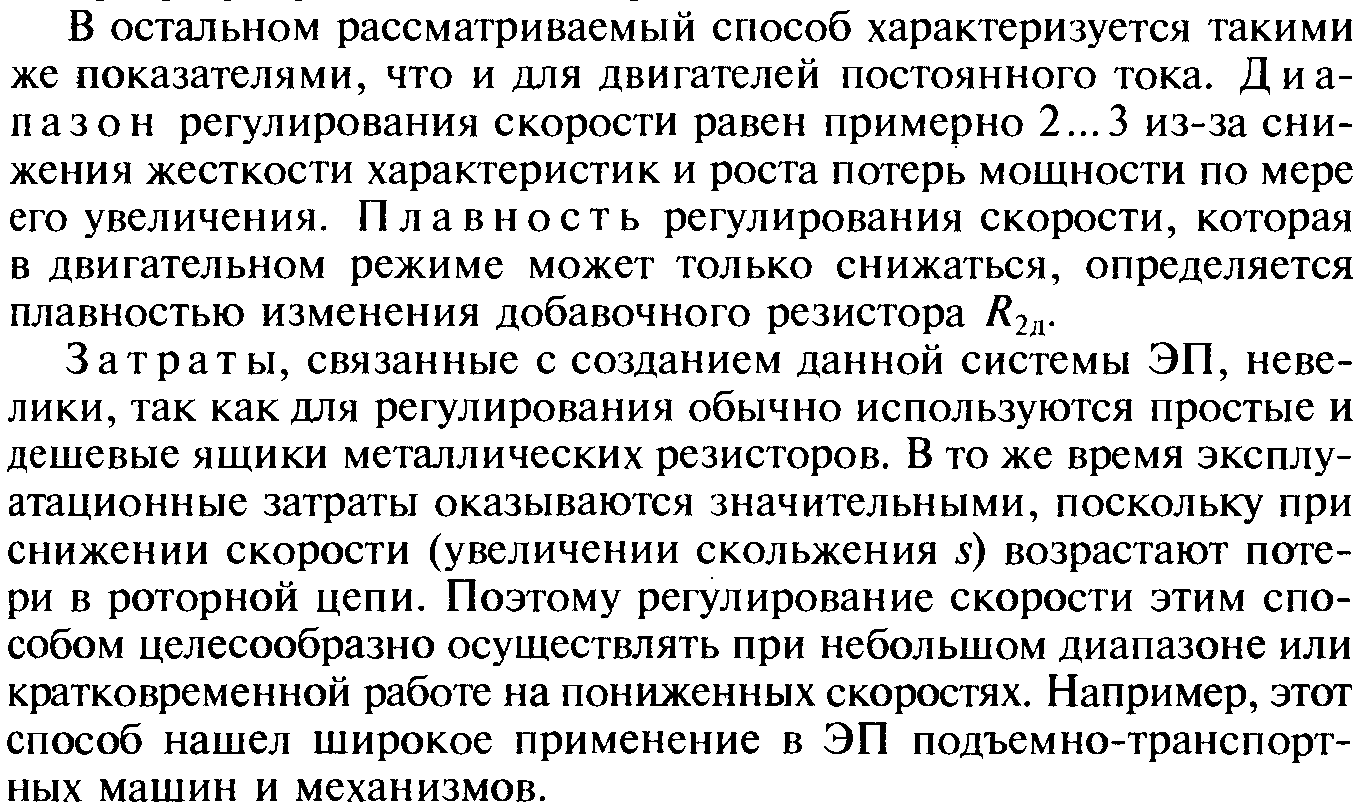 В остальном рассматриваемый способ характеризуется такими
же показателями, что и для двигателей постоянного тока. Д и а-
п а з о н регулирования скорости равен примерно 2...3 из-за сни-
жения жесткости характеристик и роста потерь мощности по мере
его увеличения. П л а в н о с т ь регулирования скорости, которая
в двигательном режиме может только снижаться, определяется
плавностью изменения добавочного резистора R₂д.
З а т р а т ы, связанные с созданием данной системы ЭП, неве-
лики, так как для регулирования обычно используются простые и
дешевые ящики металлических резисторов. В то же время эксплу-
атационные затраты оказываются значительными, поскольку при
снижении скорости (увеличении скольжения s) возрастают поте-
ри в роторной цепи. Поэтому регулирование скорости этим спо-
собом целесообразно осуществлять при небольшом диапазоне или
кратковременной работе на пониженных скоростях. Например, этот
способ нашел широкое применение в ЭП подъемно-транспорт-
ных машин и механизмов.